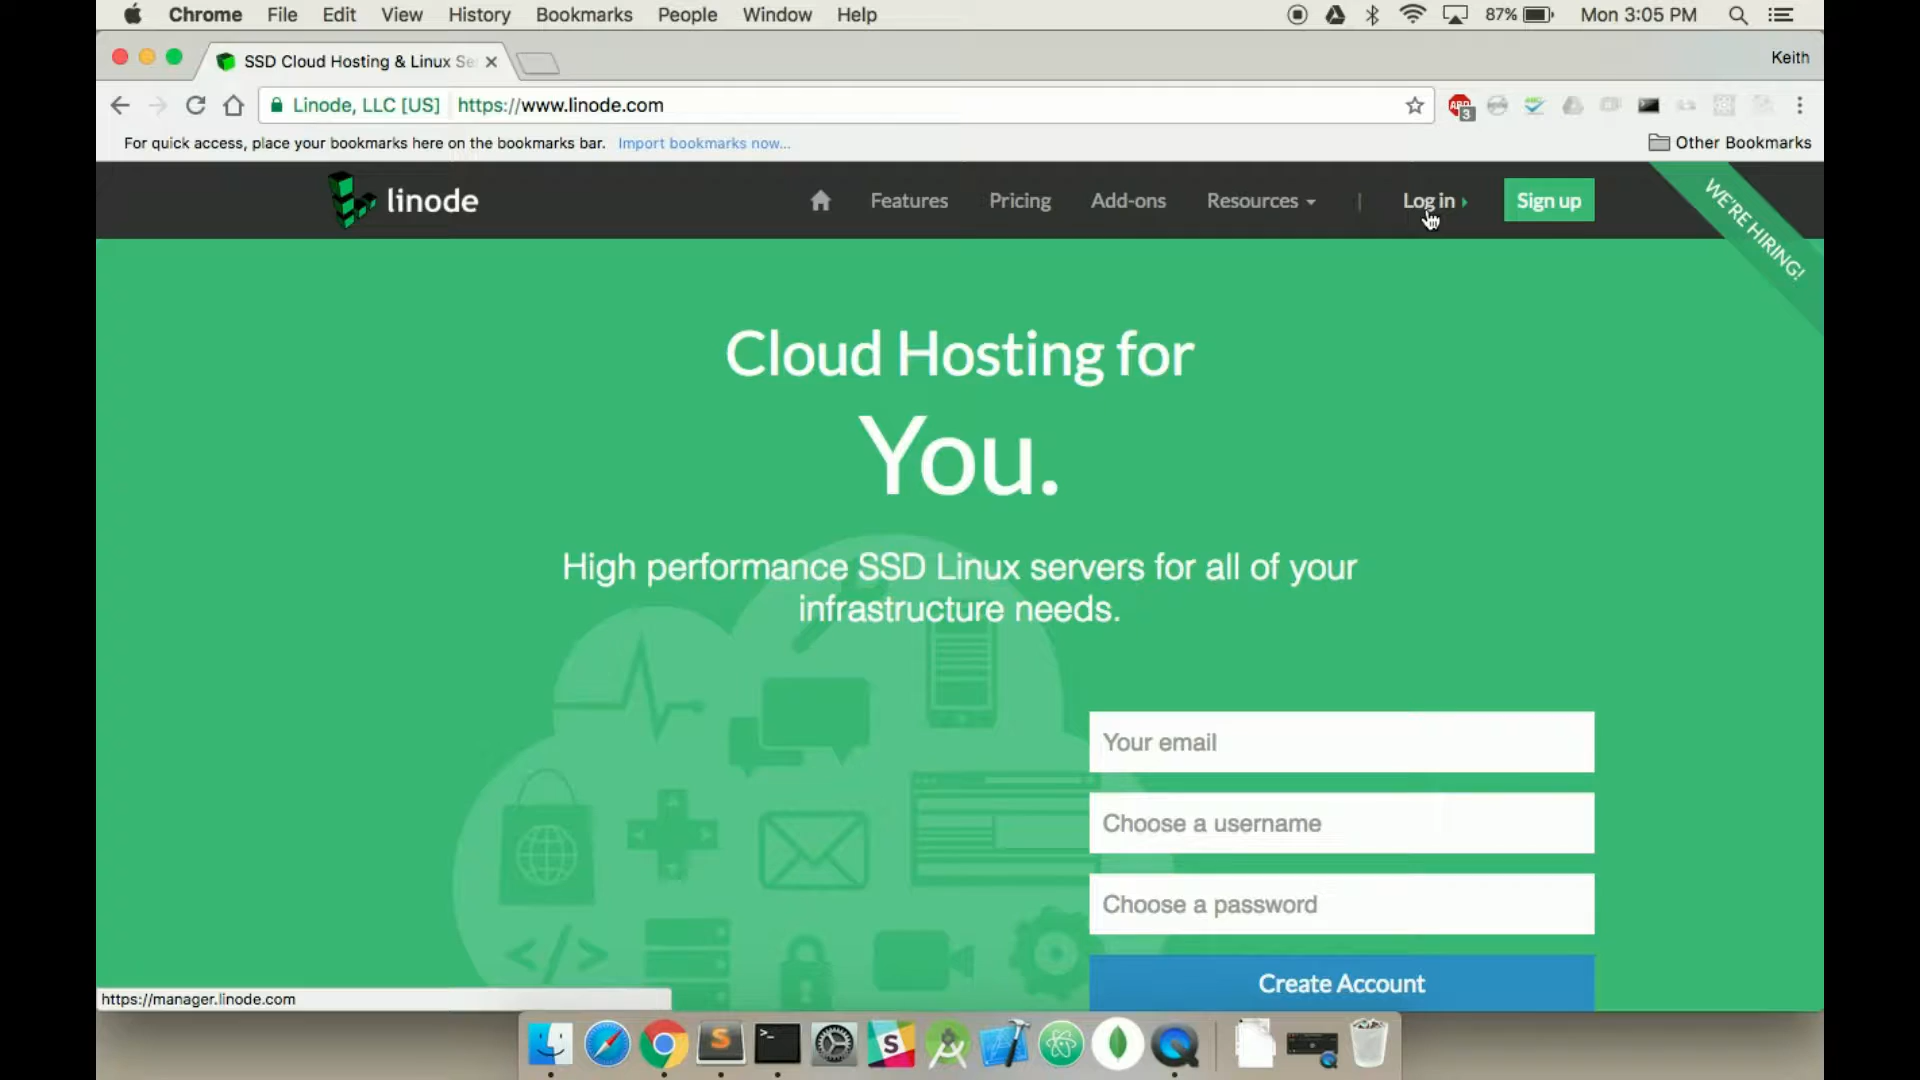 Chrome File Edit View History Bookmarks People Window Help 87% Mon 3:05 PM
SSD Cloud Hosting & Linux Se Keith
Linode, LLC [US] https://www.linode.com ABP 3
For quick access, place your bookmarks here on the bookmarks bar. Import bookmarks now... Other Bookmarks
linode Features Pricing Add-ons Resources | Log in Sign up
WE'RE HIRING!
Cloud Hosting for
You.
High performance SSD Linux servers for all of your
infrastructure needs.
Your email
Choose a username
Choose a password
Create Account
https://manager.linode.com